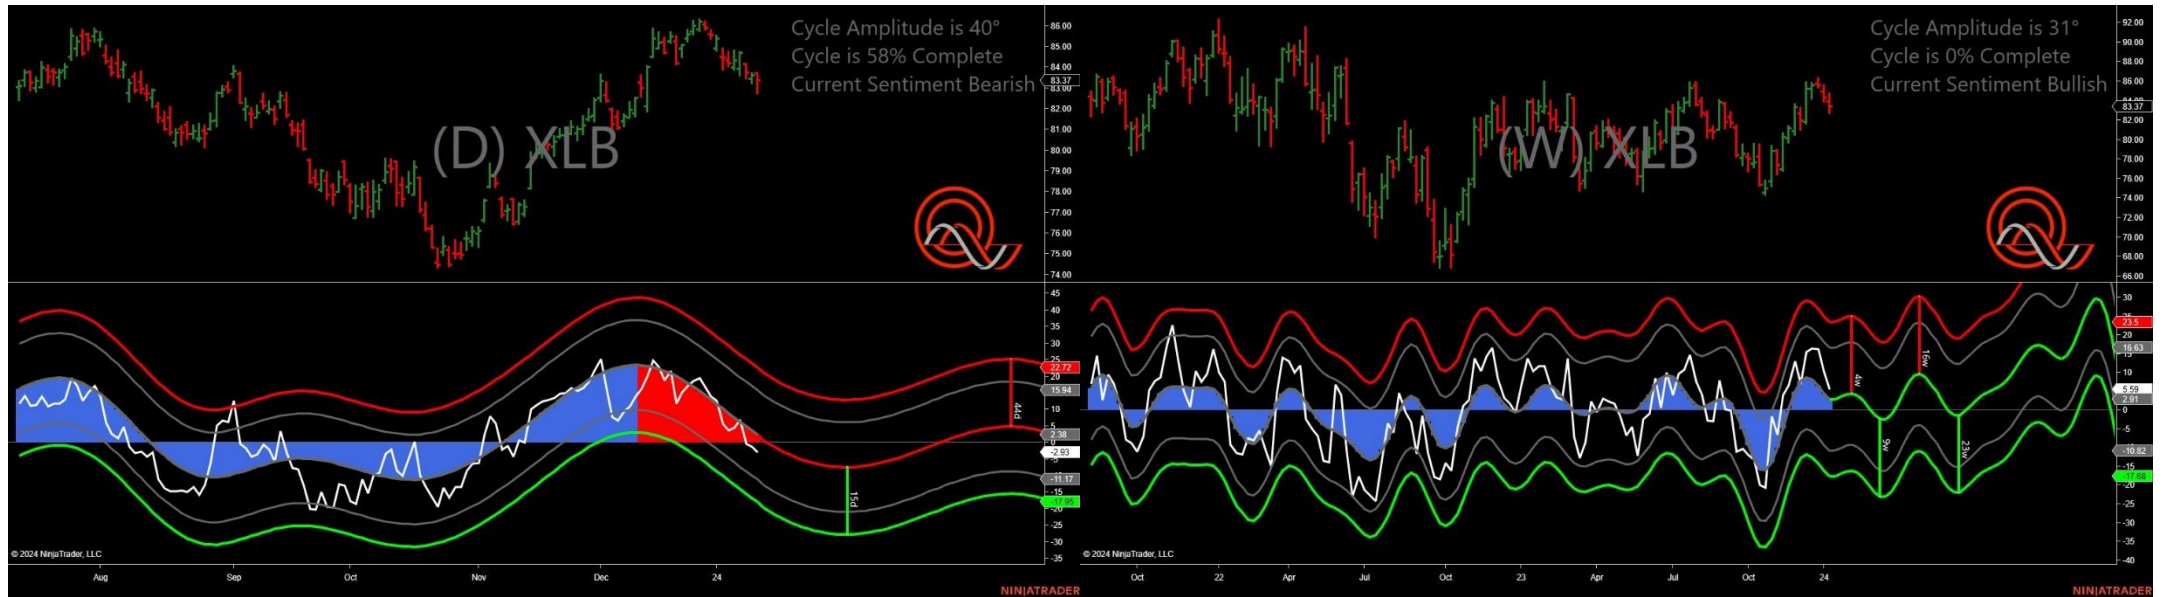 Cycle Amplitude is 40°
Cycle is 58% Complete
Current Sentiment Bearish
(D) XLB
86.00
85.00
84.00
83.37
83.00
82.00
81.00
80.00
79.00
78.00
77.00
76.00
75.00
74.00
45
40
35
30
25
22.72
20
15.94
10
5
2.38
0
-2.93
-11.17
-15
-17.95
-20
-25
-30
-35
44d
15d
© 2024 NinjaTrader, LLC
Aug
Sep
Oct
Nov
Dec
24
NINJATRADER
Cycle Amplitude is 31°
Cycle is 0% Complete
Current Sentiment Bullish
(W) XLB
92.00
90.00
88.00
86.00
84.00
83.37
82.00
80.00
78.00
76.00
74.00
72.00
70.00
68.00
66.00
30
23.5
20
16.63
15
10
5.59
2.91
0
-5
-10.82
-15
-17.68
-20
-25
-30
-35
-40
4w
16w
9w
23w
© 2024 NinjaTrader, LLC
Oct
22
Apr
Jul
Oct
23
Apr
Jul
Oct
24
NINJATRADER